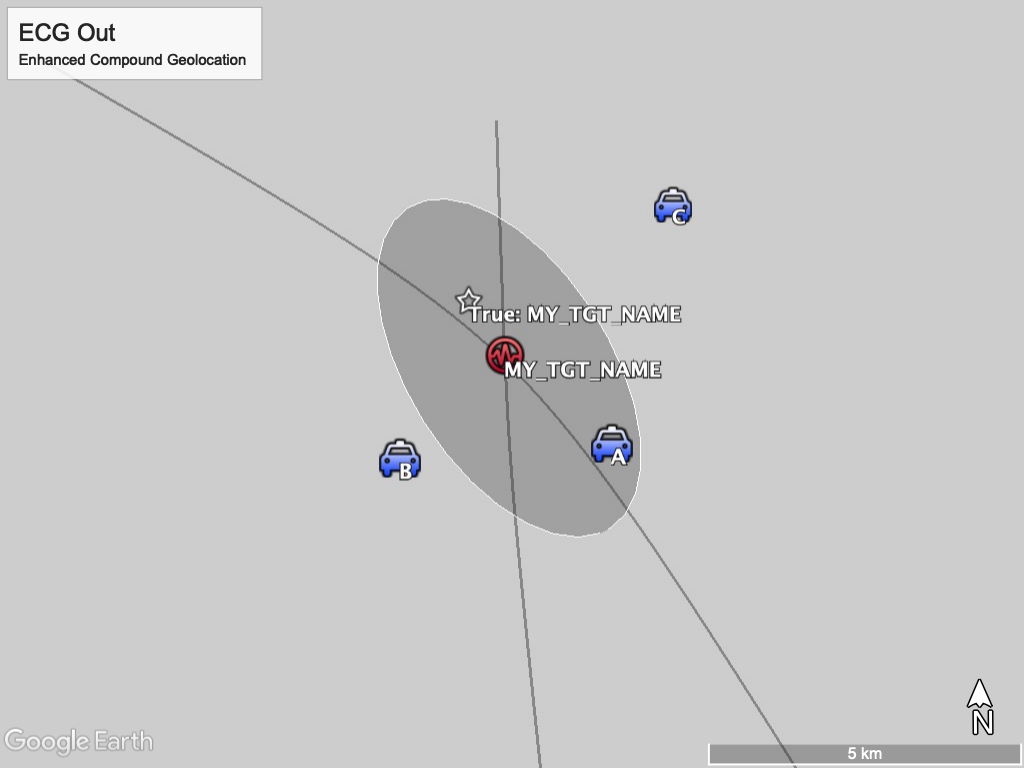 ECG Out
Enhanced Compound Geolocation
C
True: MY_TGT_NAME
MY_TGT_NAME
A
B
N
Google Earth
5 km